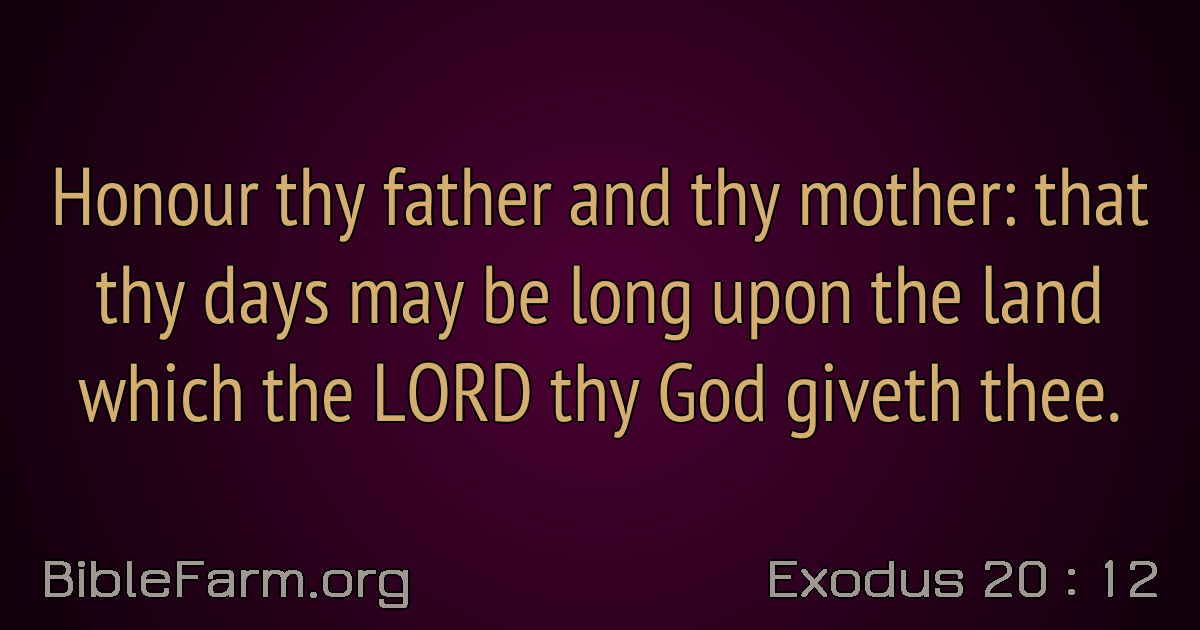 Honour thy father and thy mother: that
thy days may be long upon the land
which the LORD thy God giveth thee.
BibleFarm.org
Exodus 20 : 12